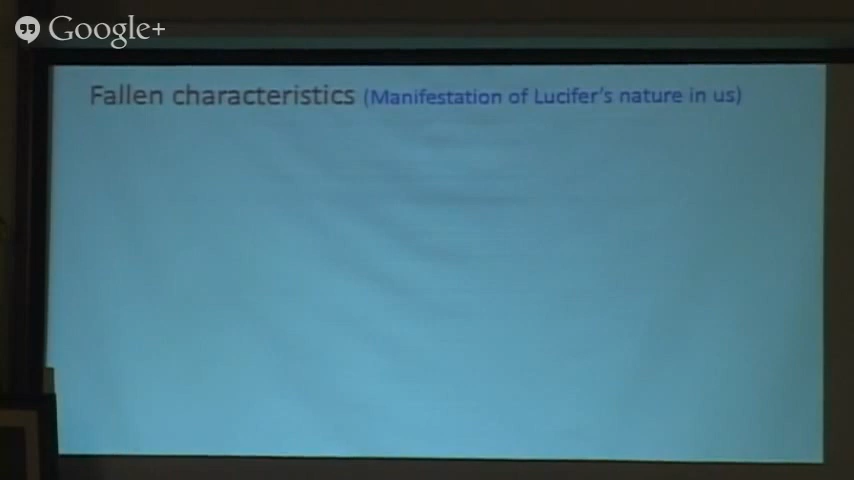 Google+
Fallen characteristics (Manifestation of Lucifer's nature in us)